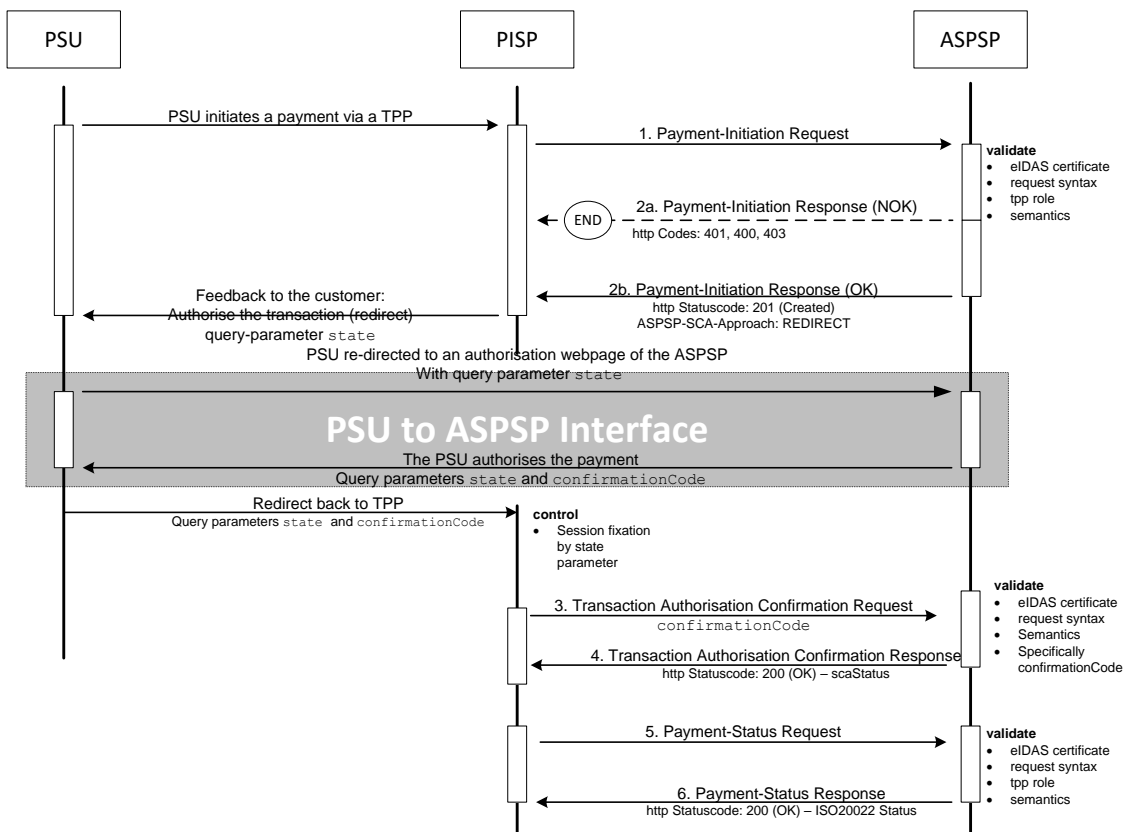 PSU
PISP
ASPSP
PSU initiates a payment via a TPP
1. Payment-Initiation Request
validate
• eIDAS certificate
• request syntax
• tpp role
• semantics
2a. Payment-Initiation Response (NOK)
END
http Codes: 401, 400, 403
2b. Payment-Initiation Response (OK)
http Statuscode: 201 (Created)
ASPSP-SCA-Approach: REDIRECT
Feedback to the customer:
Authorise the transaction (redirect)
query-parameter state
PSU re-directed to an authorisation webpage of the ASPSP
With query parameter state
PSU to ASPSP Interface
The PSU authorises the payment
Query parameters state and confirmationCode
Redirect back to TPP
Query parameters state and confirmationCode
control
• Session fixation
by state
parameter
3. Transaction Authorisation Confirmation Request
confirmationCode
validate
• eIDAS certificate
• request syntax
• Semantics
• Specifically
confirmationCode
4. Transaction Authorisation Confirmation Response
http Statuscode: 200 (OK) – scaStatus
5. Payment-Status Request
validate
• eIDAS certificate
• request syntax
• tpp role
• semantics
6. Payment-Status Response
http Statuscode: 200 (OK) – ISO20022 Status